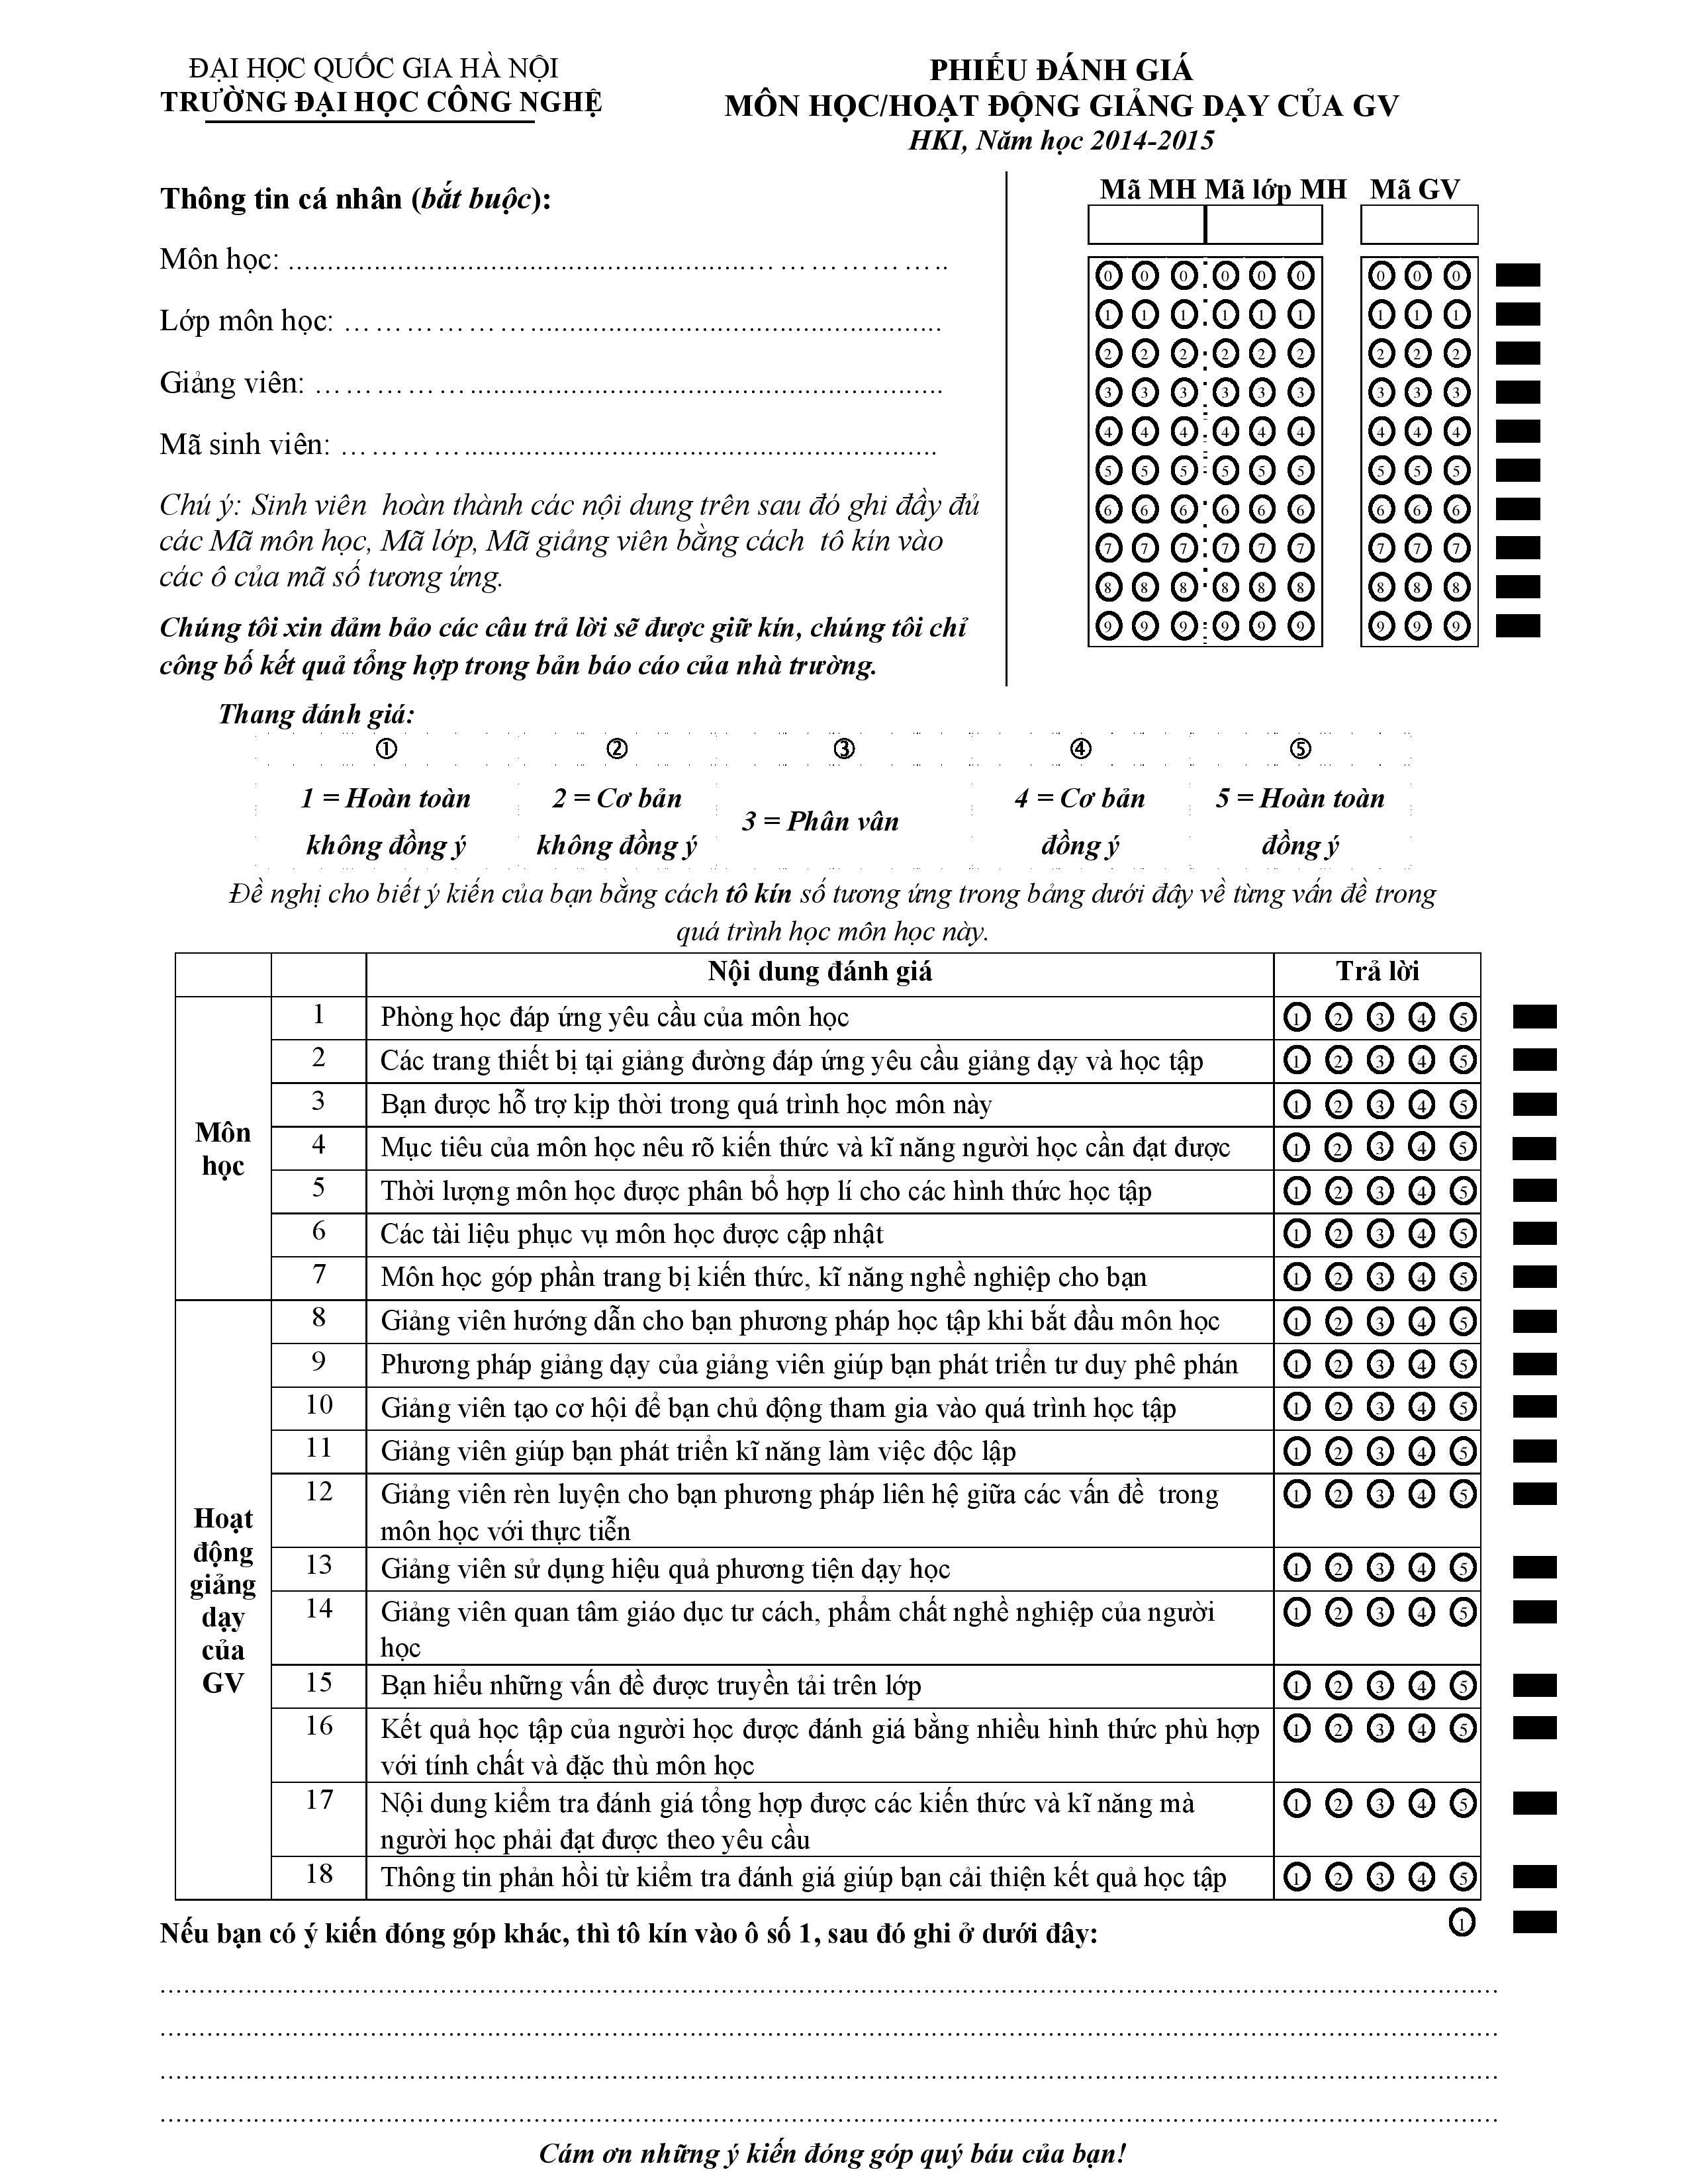 ĐẠI HỌC QUỐC GIA HÀ NỘI
TRƯỜNG ĐẠI HỌC CÔNG NGHỆ
PHIẾU ĐÁNH GIÁ
MÔN HỌC/HOẠT ĐỘNG GIẢNG DẠY CỦA GV
HKI, Năm học 2014-2015
Thông tin cá nhân (bắt buộc):
Môn học: ........................................................................................
Lớp môn học: ........................................................................................
Giảng viên: ........................................................................................
Mã sinh viên: ........................................................................................
Chú ý: Sinh viên hoàn thành các nội dung trên sau đó ghi đầy đủ
các Mã môn học, Mã lớp, Mã giảng viên bằng cách tô kín vào
các ô của mã số tương ứng.
Chúng tôi xin đảm bảo các câu trả lời sẽ được giữ kín, chúng tôi chỉ
công bố kết quả tổng hợp trong bản báo cáo của nhà trường.
Mã MH Mã lớp MH Mã GV
0 0 0 0 0 0 0 0 0
1 1 1 1 1 1 1 1 1
2 2 2 2 2 2 2 2 2
3 3 3 3 3 3 3 3 3
4 4 4 4 4 4 4 4 4
5 5 5 5 5 5 5 5 5
6 6 6 6 6 6 6 6 6
7 7 7 7 7 7 7 7 7
8 8 8 8 8 8 8 8 8
9 9 9 9 9 9 9 9 9
Thang đánh giá:
① ② ③ ④ ⑤
1 = Hoàn toàn
không đồng ý
2 = Cơ bản
không đồng ý
3 = Phân vân
4 = Cơ bản
đồng ý
5 = Hoàn toàn
đồng ý
Đề nghị cho biết ý kiến của bạn bằng cách tô kín số tương ứng trong bảng dưới đây về từng vấn đề trong
quá trình học môn học này.
Nội dung đánh giá Trả lời
Môn
học
1 Phòng học đáp ứng yêu cầu của môn học 1 2 3 4 5
2 Các trang thiết bị tại giảng đường đáp ứng yêu cầu giảng dạy và học tập 1 2 3 4 5
3 Bạn được hỗ trợ kịp thời trong quá trình học môn này 1 2 3 4 5
4 Mục tiêu của môn học nêu rõ kiến thức và kĩ năng người học cần đạt được 1 2 3 4 5
5 Thời lượng môn học được phân bổ hợp lí cho các hình thức học tập 1 2 3 4 5
6 Các tài liệu phục vụ môn học được cập nhật 1 2 3 4 5
7 Môn học góp phần trang bị kiến thức, kĩ năng nghề nghiệp cho bạn 1 2 3 4 5
Hoạt
động
giảng
dạy
của
GV
8 Giảng viên hướng dẫn cho bạn phương pháp học tập khi bắt đầu môn học 1 2 3 4 5
9 Phương pháp giảng dạy của giảng viên giúp bạn phát triển tư duy phê phán 1 2 3 4 5
10 Giảng viên tạo cơ hội để bạn chủ động tham gia vào quá trình học tập 1 2 3 4 5
11 Giảng viên giúp bạn phát triển kĩ năng làm việc độc lập 1 2 3 4 5
12 Giảng viên rèn luyện cho bạn phương pháp liên hệ giữa các vấn đề trong 1 2 3 4 5
môn học với thực tiễn
13 Giảng viên sử dụng hiệu quả phương tiện dạy học 1 2 3 4 5
14 Giảng viên quan tâm giáo dục tư cách, phẩm chất nghề nghiệp của người 1 2 3 4 5
học
15 Bạn hiểu những vấn đề được truyền tải trên lớp 1 2 3 4 5
16 Kết quả học tập của người học được đánh giá bằng nhiều hình thức phù hợp 1 2 3 4 5
với tính chất và đặc thù môn học
17 Nội dung kiểm tra đánh giá tổng hợp được các kiến thức và kĩ năng mà 1 2 3 4 5
người học phải đạt được theo yêu cầu
18 Thông tin phản hồi từ kiểm tra đánh giá giúp bạn cải thiện kết quả học tập 1 2 3 4 5
Nếu bạn có ý kiến đóng góp khác, thì tô kín vào ô số 1, sau đó ghi ở dưới đây: 1
........................................................................................
........................................................................................
........................................................................................
........................................................................................
Cám ơn những ý kiến đóng góp quý báu của bạn!